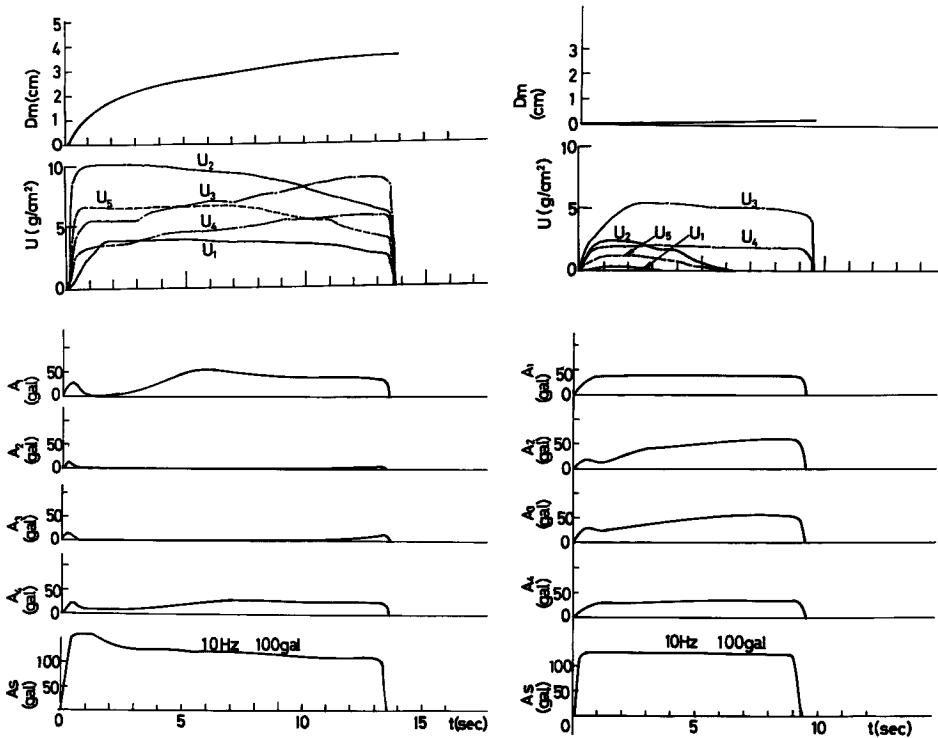 5
4
3
2
1
0
Dm(cm)
10
5
0
U (g/cm²)
U₂
U₅
U₃
U₄
U₁
50
0
A
(gal)
50
0
A₂
(gal)
50
0
A₃
(gal)
50
0
A₄
(gal)
10Hz 100gal
100
50
As
(gal)
0 5 10 15 t(sec)
3
2
1
0
Dm
(cm)
10
5
0
U (g/cm²)
U₃
U₂ U₅ U₁
U₄
50
0
A₁
(gal)
50
0
A₂
(gal)
50
0
(gal)
50
0
A₄
(gal)
10Hz 100gal
100
50
As
(gal)
0 5 10 t(sec)